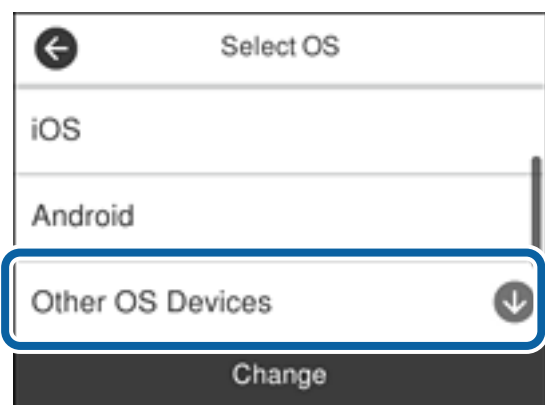 Select OS
iOS
Android
Other OS Devices
Change